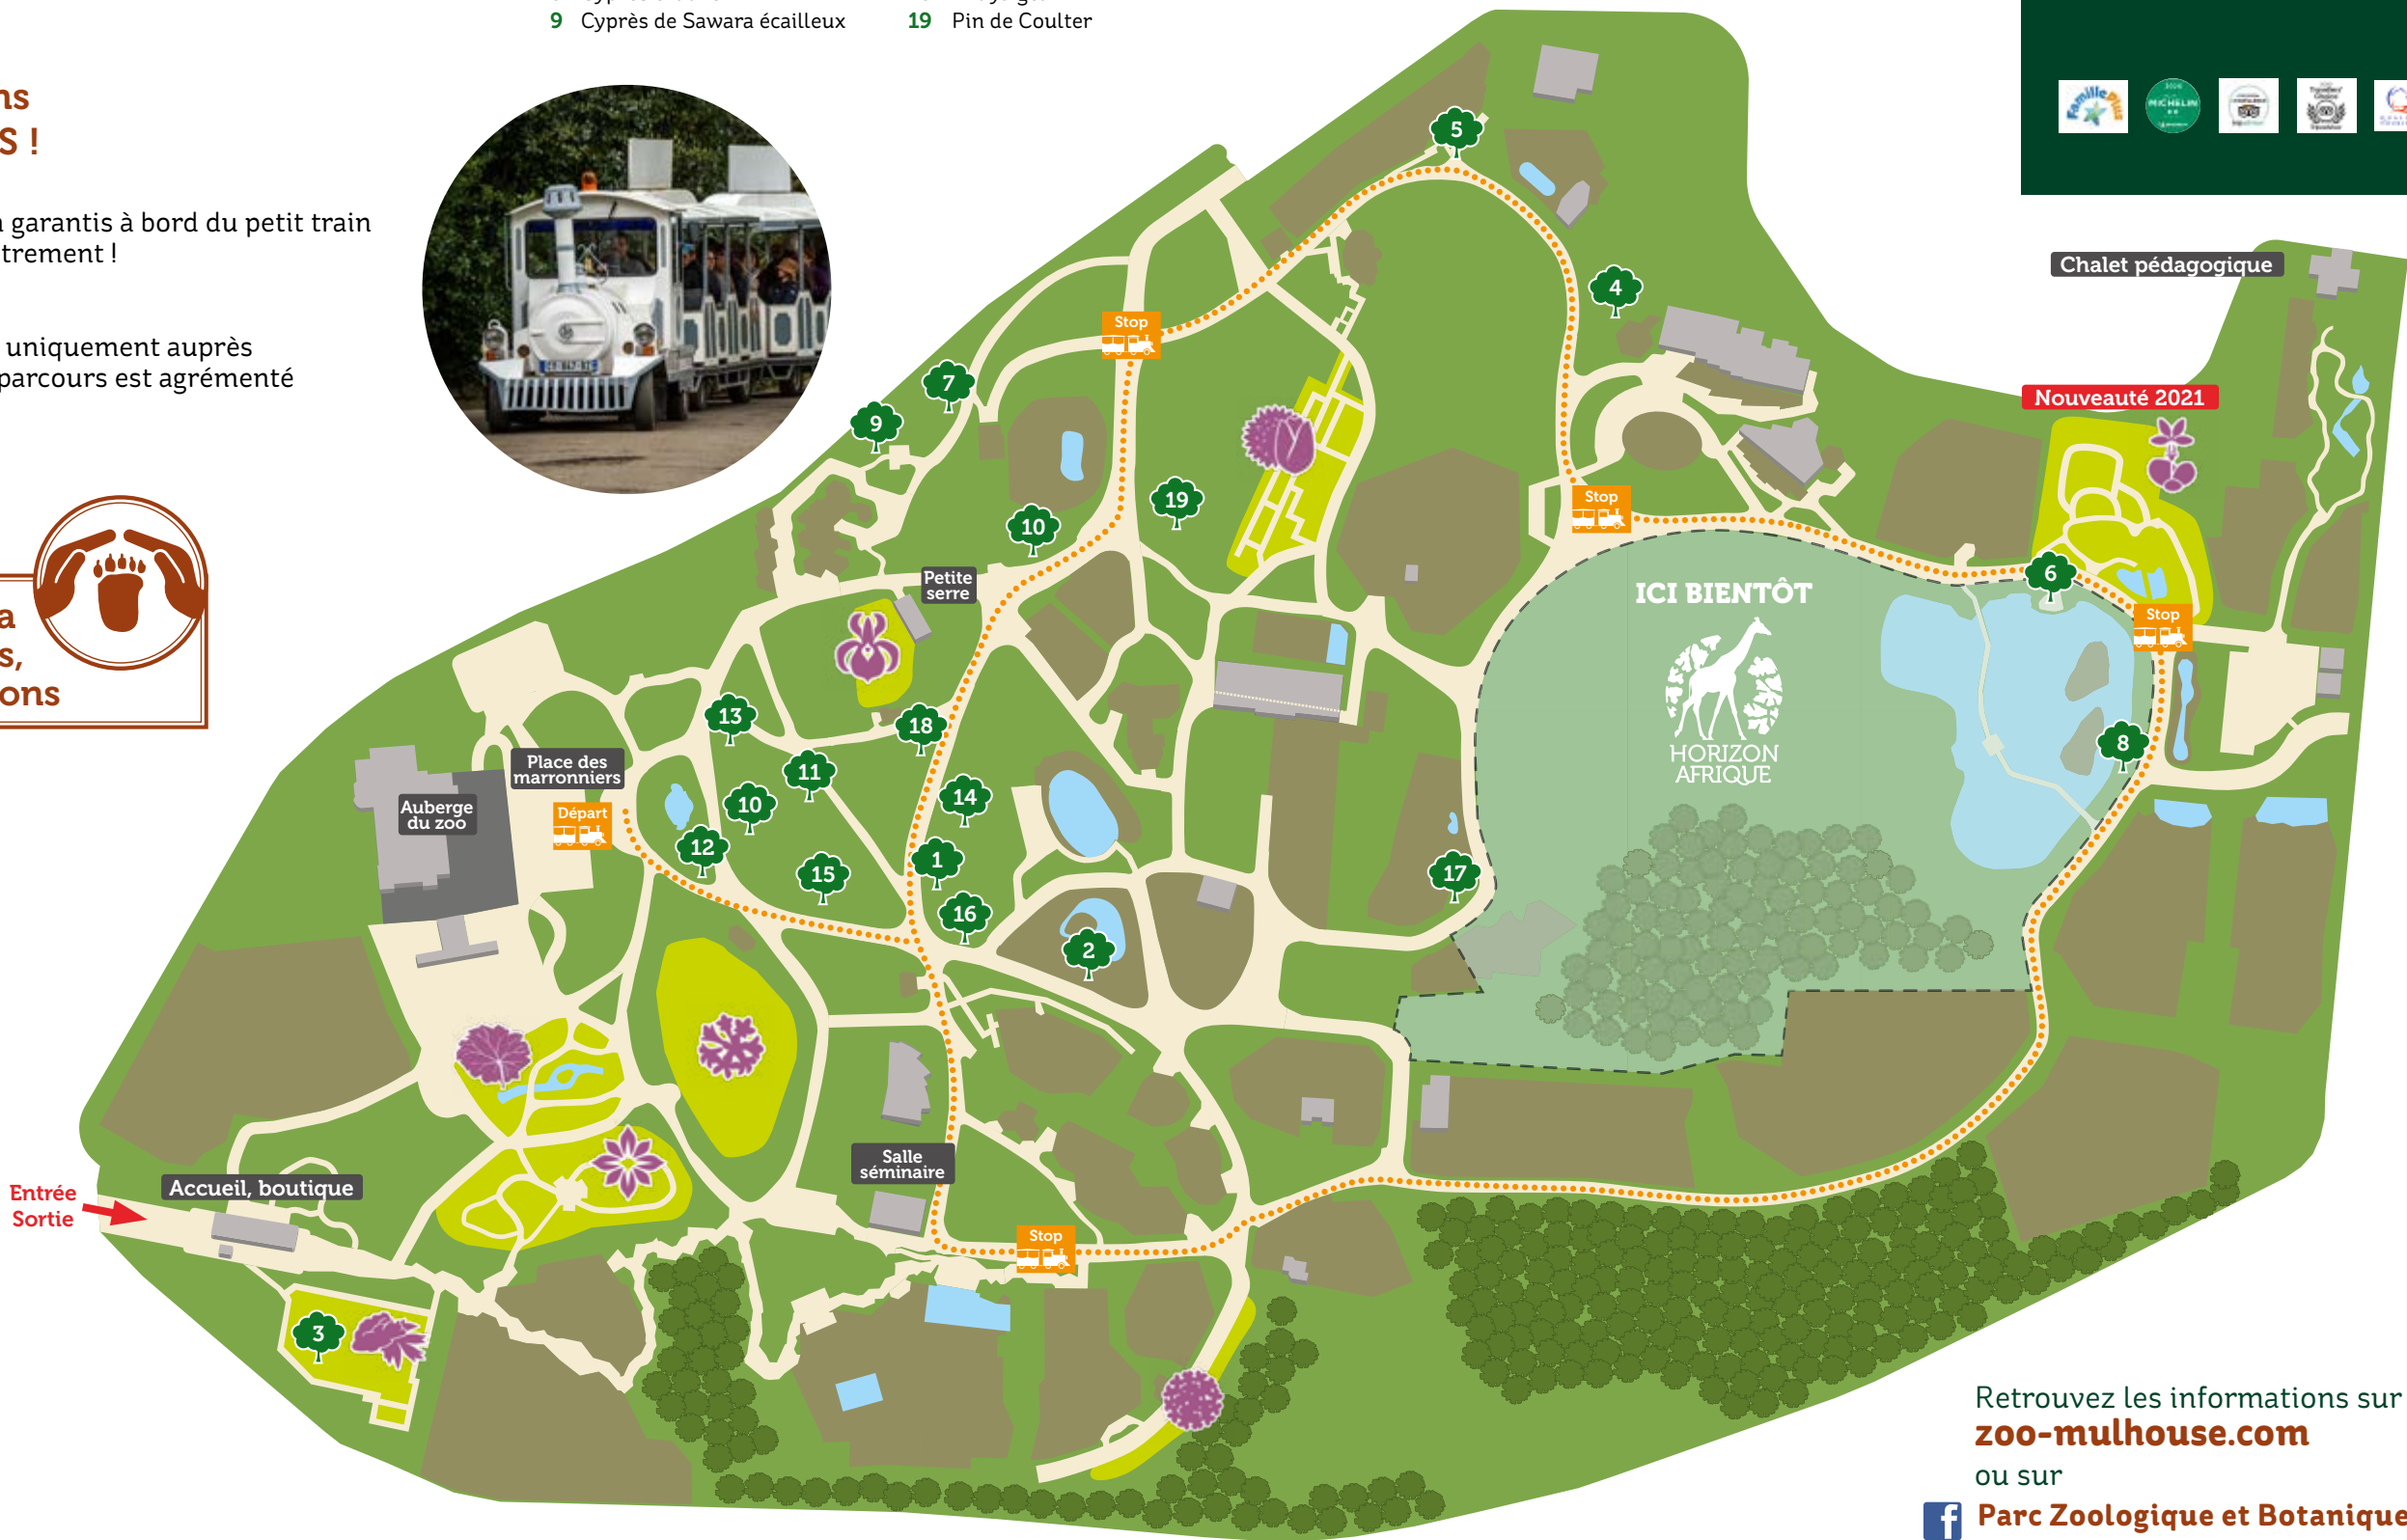 9 Cyprès de Sawara écailleux
19 Pin de Coulter
ns
S !
garantis à bord du petit train
trement !
uniquement auprès
parcours est agrémenté
a
s,
ons
Famille Plus
MICHELIN
Chalet pédagogique
Nouveauté 2021
5
4
Stop
7
9
19
10
Stop
Petite
serre
6
Stop
ICI BIENTÔT
HORIZON
AFRIQUE
13
18
11
Place des
marronniers
14
10
Auberge
du zoo
Départ
12
1
15
16
17
8
2
Salle
séminaire
Accueil, boutique
Entrée
Sortie
Stop
3
Retrouvez les informations sur
zoo-mulhouse.com
ou sur
f Parc Zoologique et Botanique